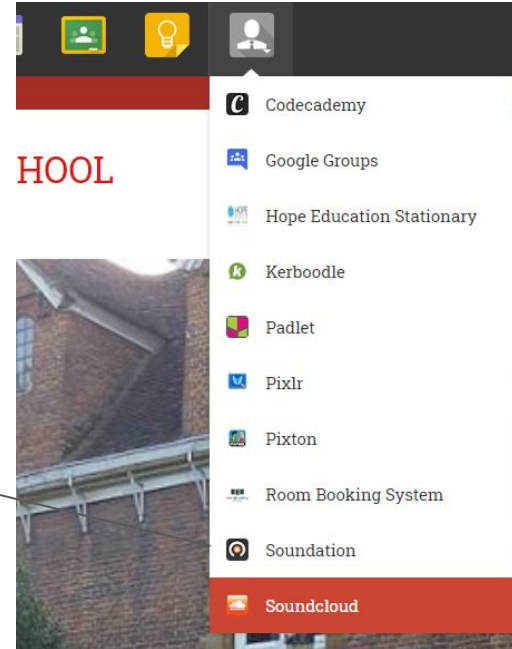 HOOL
Codecademy
Google Groups
Hope Education Stationary
Kerboodle
Padlet
Pixlr
Pixton
Room Booking System
Soundation
Soundcloud